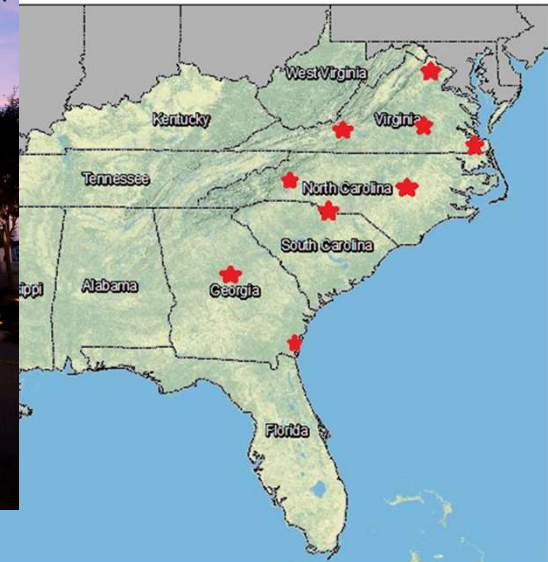 West Virginia
Kentucky
Virginia
Tennessee
North Carolina
South Carolina
sippi
Alabama
Georgia
Florida